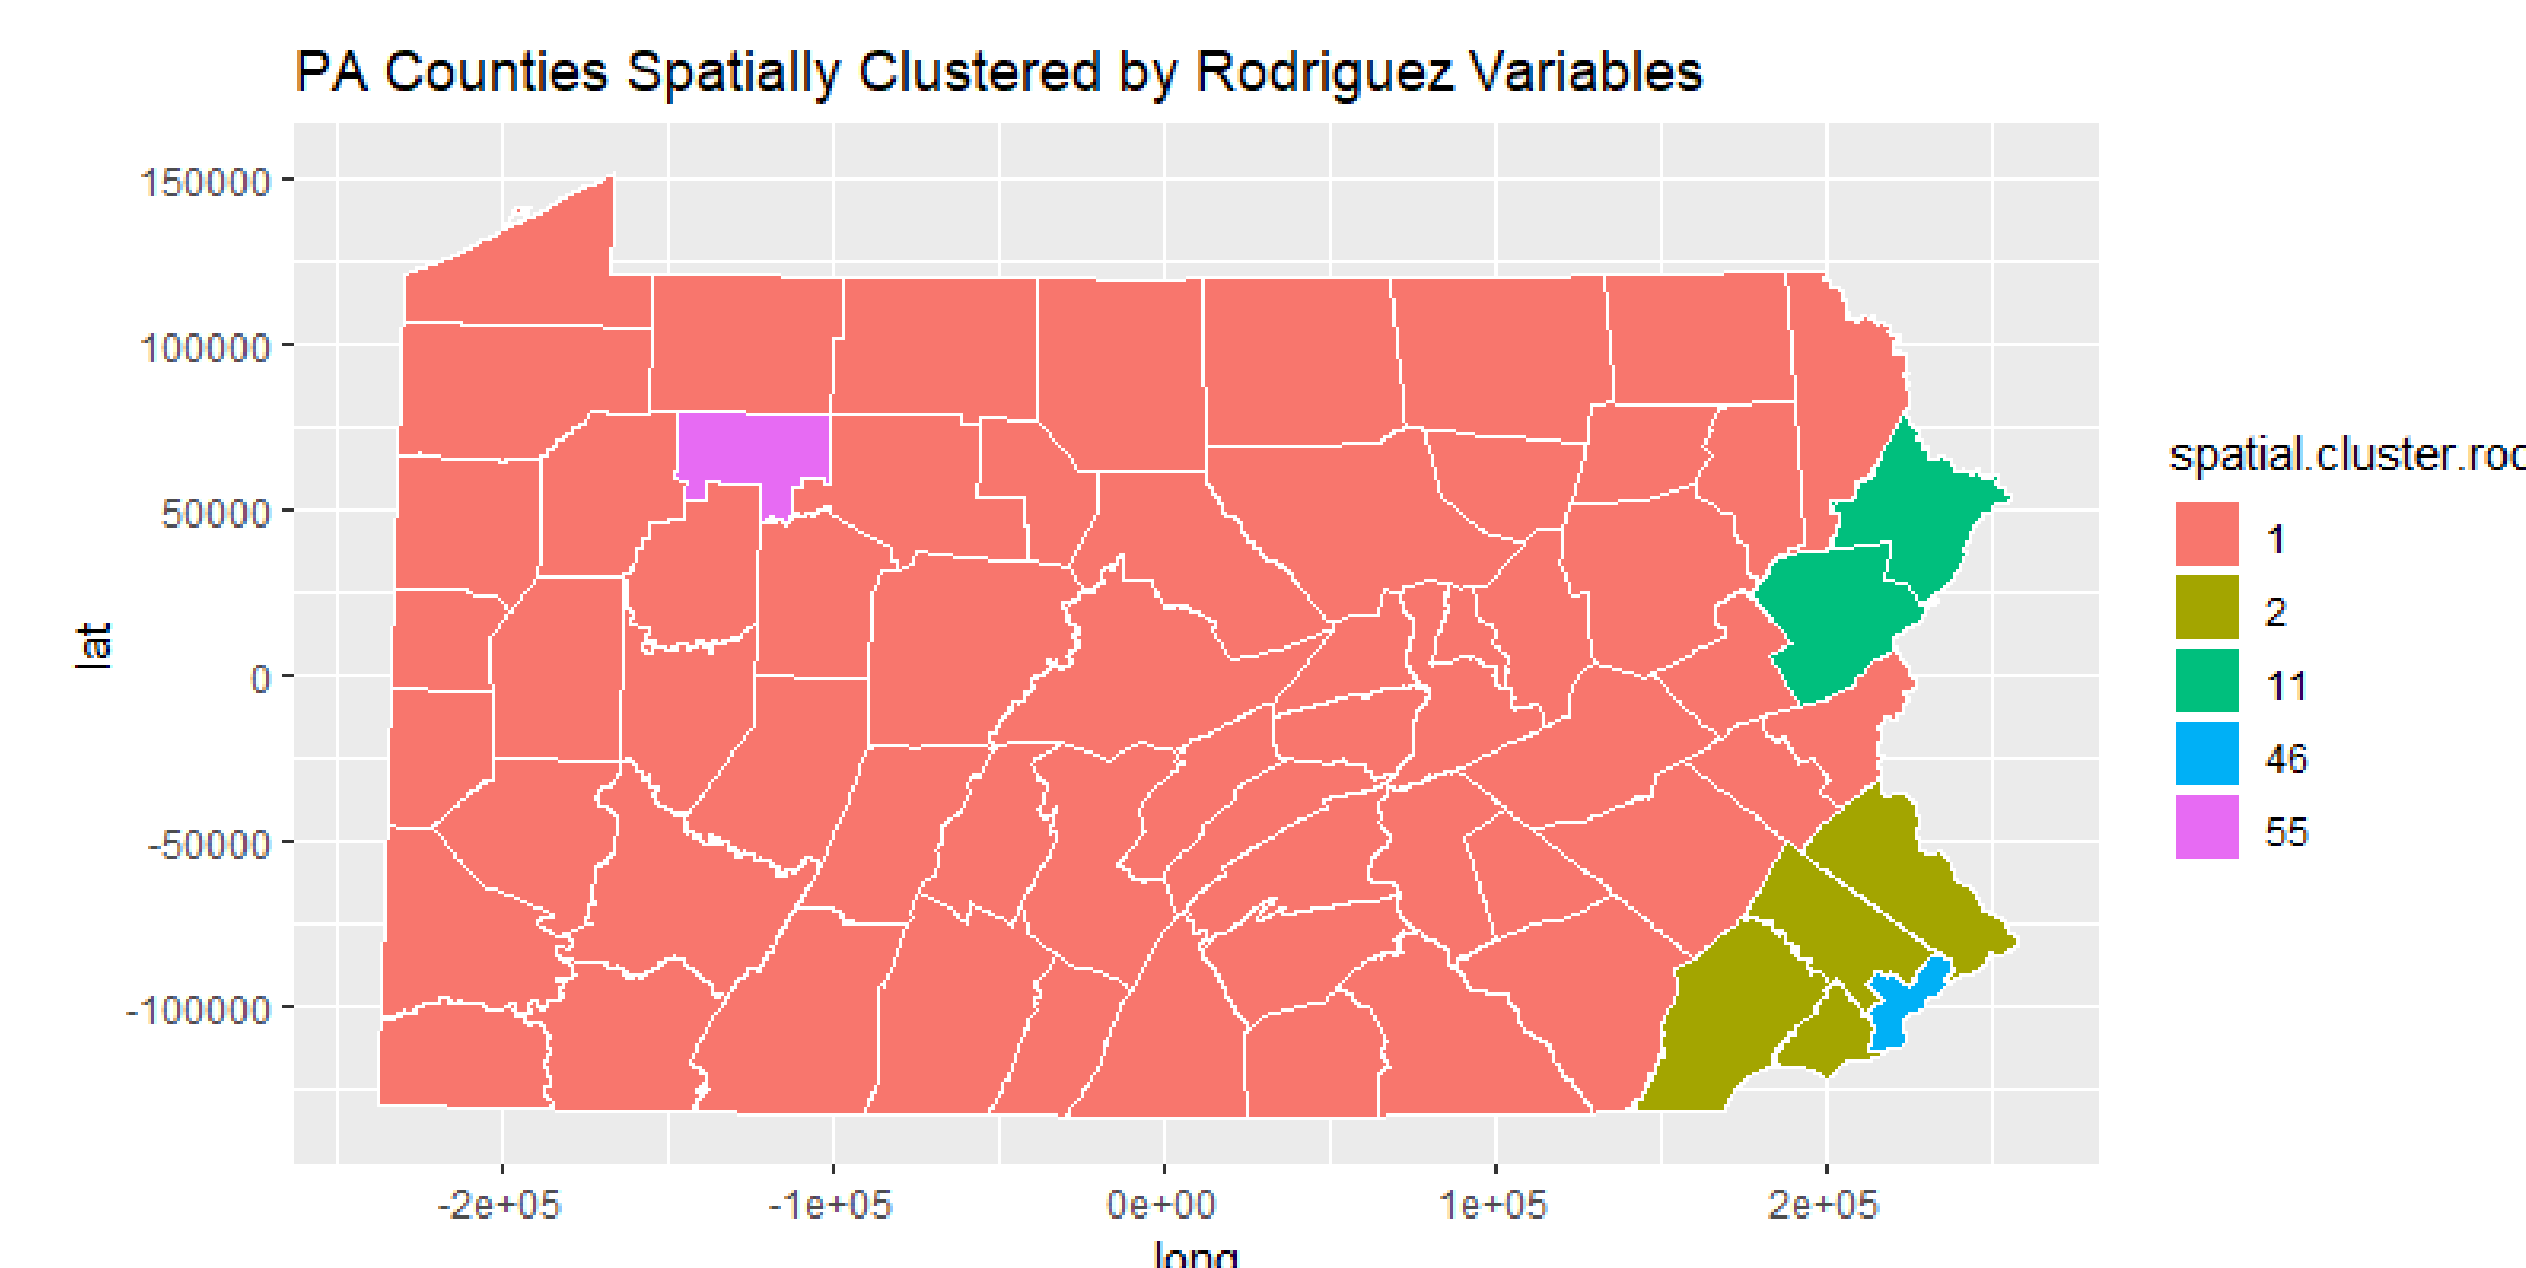 PA Counties Spatially Clustered by Rodriguez Variables
150000
100000
50000
0
-50000
-100000
lat
-2e+05
-1e+05
0e+00
1e+05
2e+05
long
spatial.cluster.roc
1
2
11
46
55